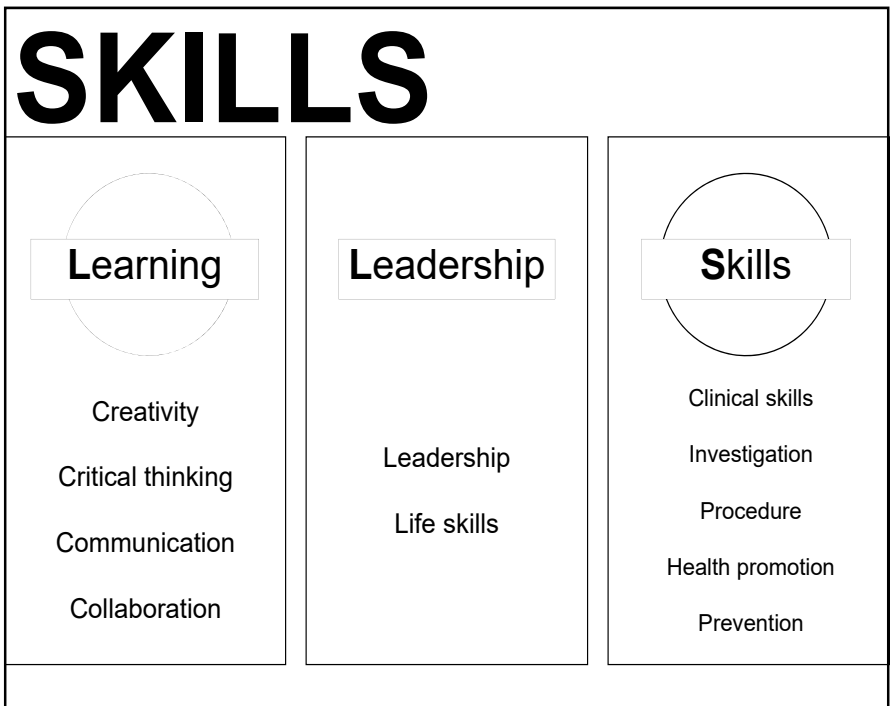 SKILLS
Learning
Creativity
Critical thinking
Communication
Collaboration
Leadership
Leadership
Life skills
Skills
Clinical skills
Investigation
Procedure
Health promotion
Prevention